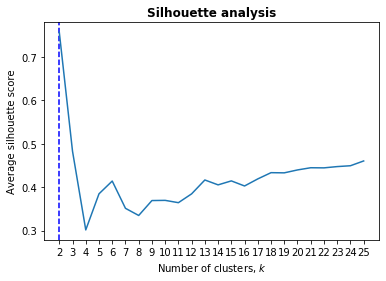 Silhouette analysis
Average silhouette score
0.7
0.6
0.5
0.4
0.3
2 3 4 5 6 7 8 9 10 11 12 13 14 15 16 17 18 19 20 21 22 23 24 25
Number of clusters, k